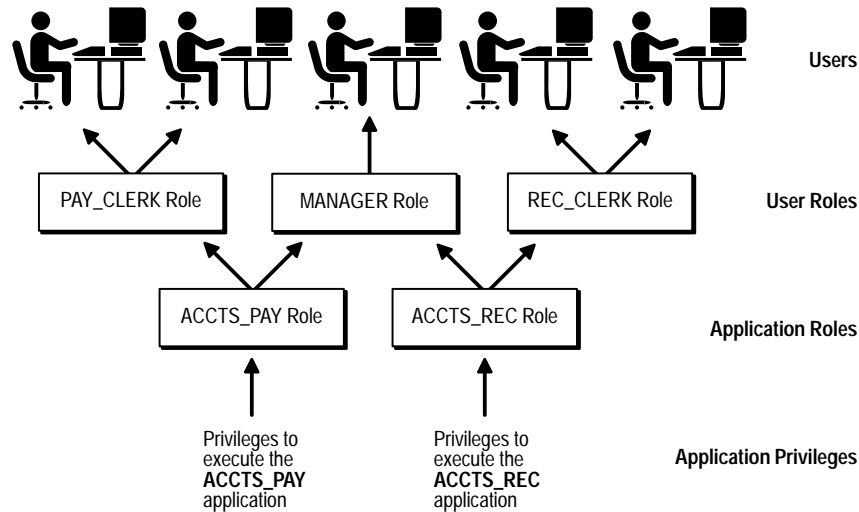 Users
PAY_CLERK Role
MANAGER Role
REC_CLERK Role
User Roles
ACCTS_PAY Role
ACCTS_REC Role
Application Roles
Privileges to
execute the
ACCTS_PAY
application
Privileges to
execute the
ACCTS_REC
application
Application Privileges